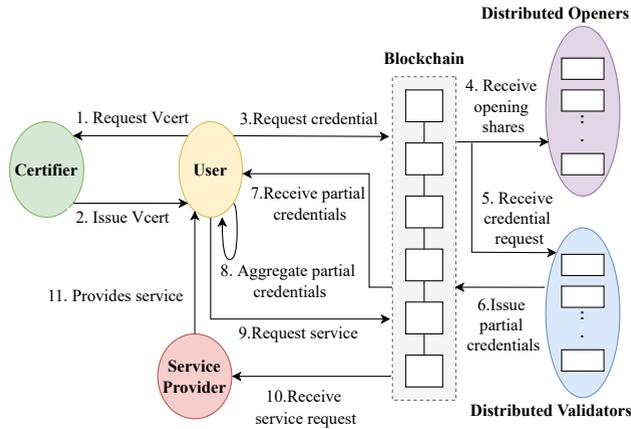 Distributed Openers
Blockchain
4. Receive
opening
shares
1. Request Vcert
3.Request credential
Certifier
User
7.Receive partial
credentials
5. Receive
credential
request
2. Issue Vcert
8. Aggregate partial
credentials
11. Provides service
6.Issue
partial
credentials
9.Request service
Service
Provider
10.Receive
service request
Distributed Validators